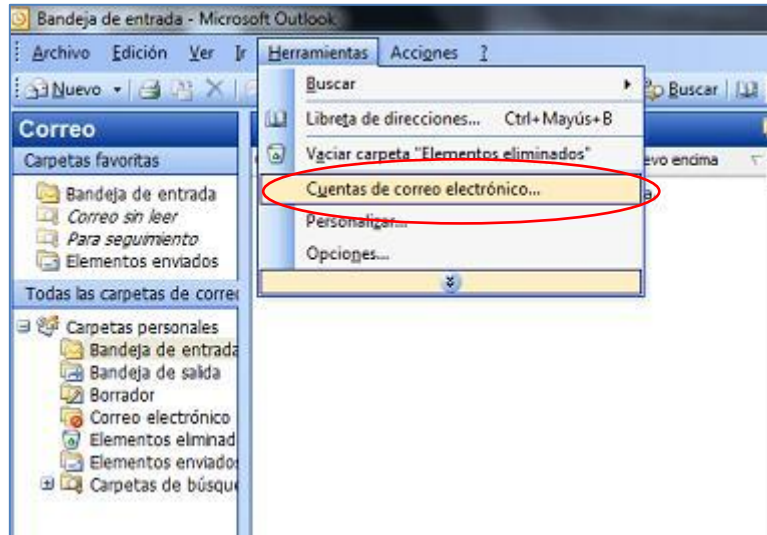 Bandeja de entrada - Microsoft Outlook
Archivo Edición Ver Ir Herramientas Acciones ?
Nuevo Buscar
Correo
Carpetas favoritas
Bandeja de entrada
Correo sin leer
Para seguimiento
Elementos enviados
Todas las carpetas de corre
Carpetas personales
Bandeja de entrada
Bandeja de salida
Borrador
Correo electrónico
Elementos eliminad
Elementos enviado
Carpetas de búsqu
Buscar
Libreta de direcciones... Ctrl+Mayús+B
Vaciar carpeta "Elementos eliminados"
Cuentas de correo electrónico...
Personalizar...
Opciones...
evo encima